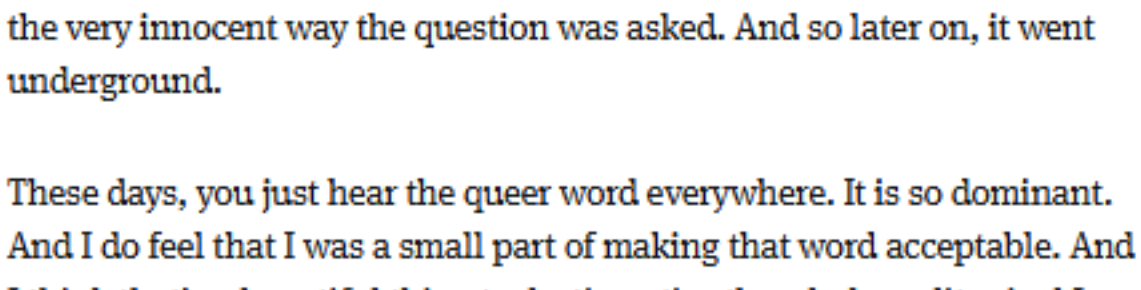 the very innocent way the question was asked. And so later on, it went
underground.
These days, you just hear the queer word everywhere. It is so dominant.
And I do feel that I was a small part of making that word acceptable. And